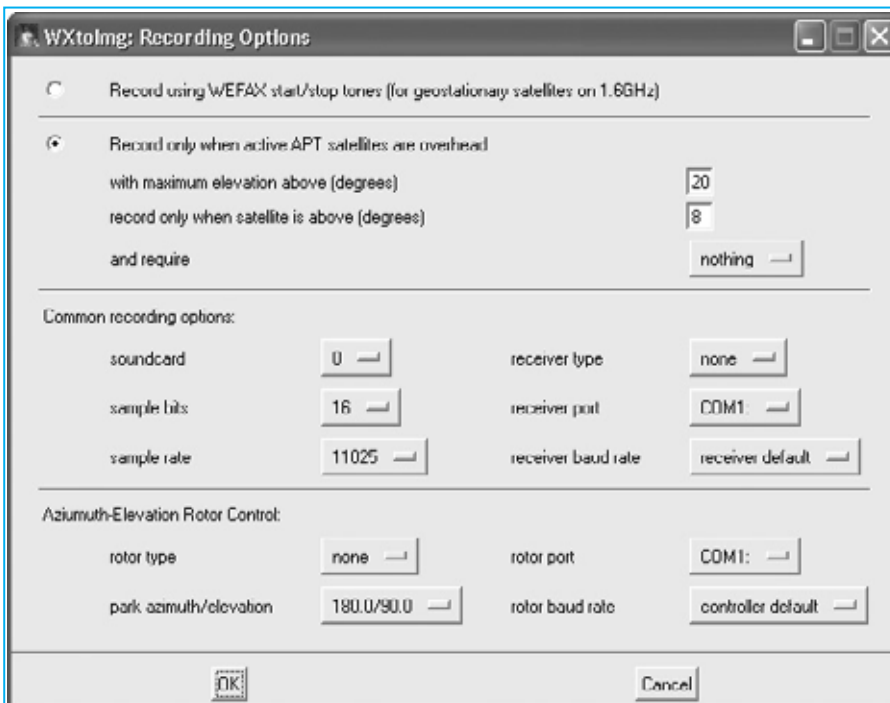 WXtoImg: Recording Options
Record using WEFAX start/stop tones (for geostationary satellites on 1.6GHz)
Record only when active APT satellites are overhead
with maximum elevation above (degrees) 20
record only when satellite is above (degrees) 8
and require nothing
Common recording options:
soundcard 0 receiver type none
sample bits 16 receiver port COM1:
sample rate 11025 receiver baud rate receiver default
Aziumuth-Elevation Rotor Control:
rotor type none rotor port COM1:
park azimuth/elevation 180.0/90.0 rotor baud rate controller default
OK Cancel